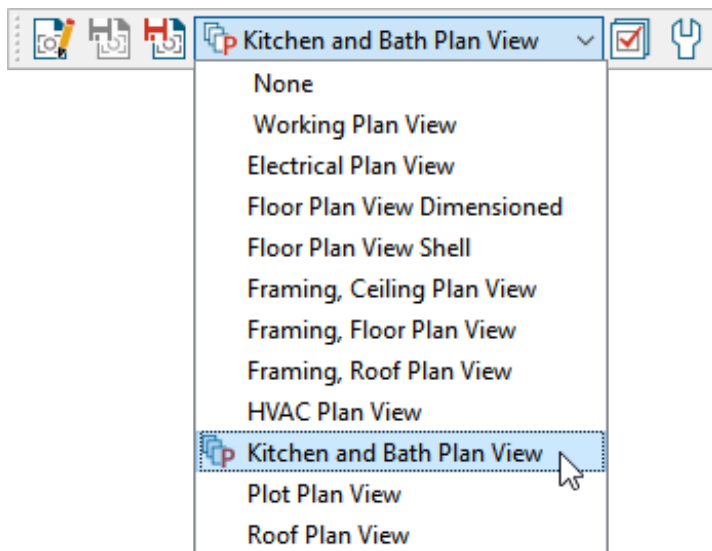 Kitchen and Bath Plan View
None
Working Plan View
Electrical Plan View
Floor Plan View Dimensioned
Floor Plan View Shell
Framing, Ceiling Plan View
Framing, Floor Plan View
Framing, Roof Plan View
HVAC Plan View
Kitchen and Bath Plan View
Plot Plan View
Roof Plan View